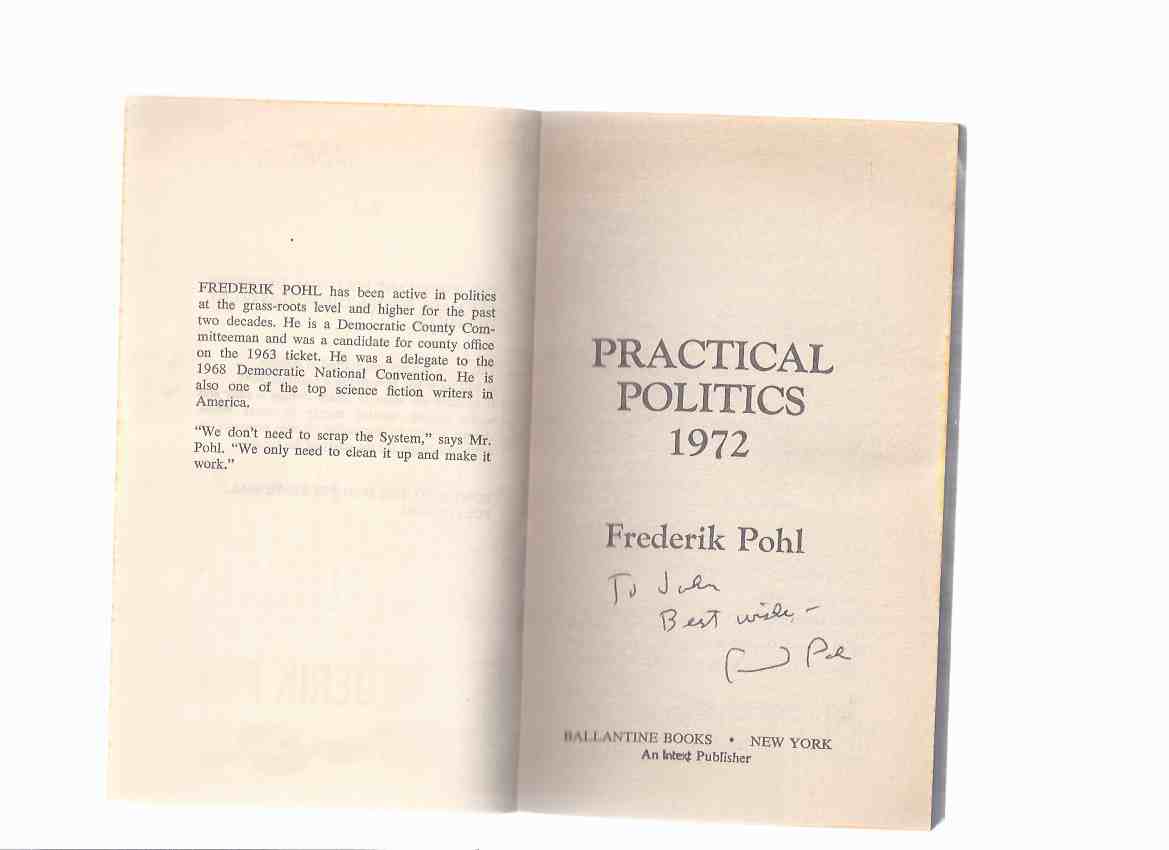 FREDERIK POHL has been active in politics
at the grass-roots level and higher for the past
two decades. He is a Democratic County Com-
mitteeman and was a candidate for county office
on the 1963 ticket. He was a delegate to the
1968 Democratic National Convention. He is
also one of the top science fiction writers in
America.
"We don't need to scrap the System," says Mr.
Pohl. "We only need to clean it up and make it
work."
PRACTICAL
POLITICS
1972
Frederik Pohl
To John
Best wishes –
Fred Pohl
BALLANTINE BOOKS • NEW YORK
An Intext Publisher